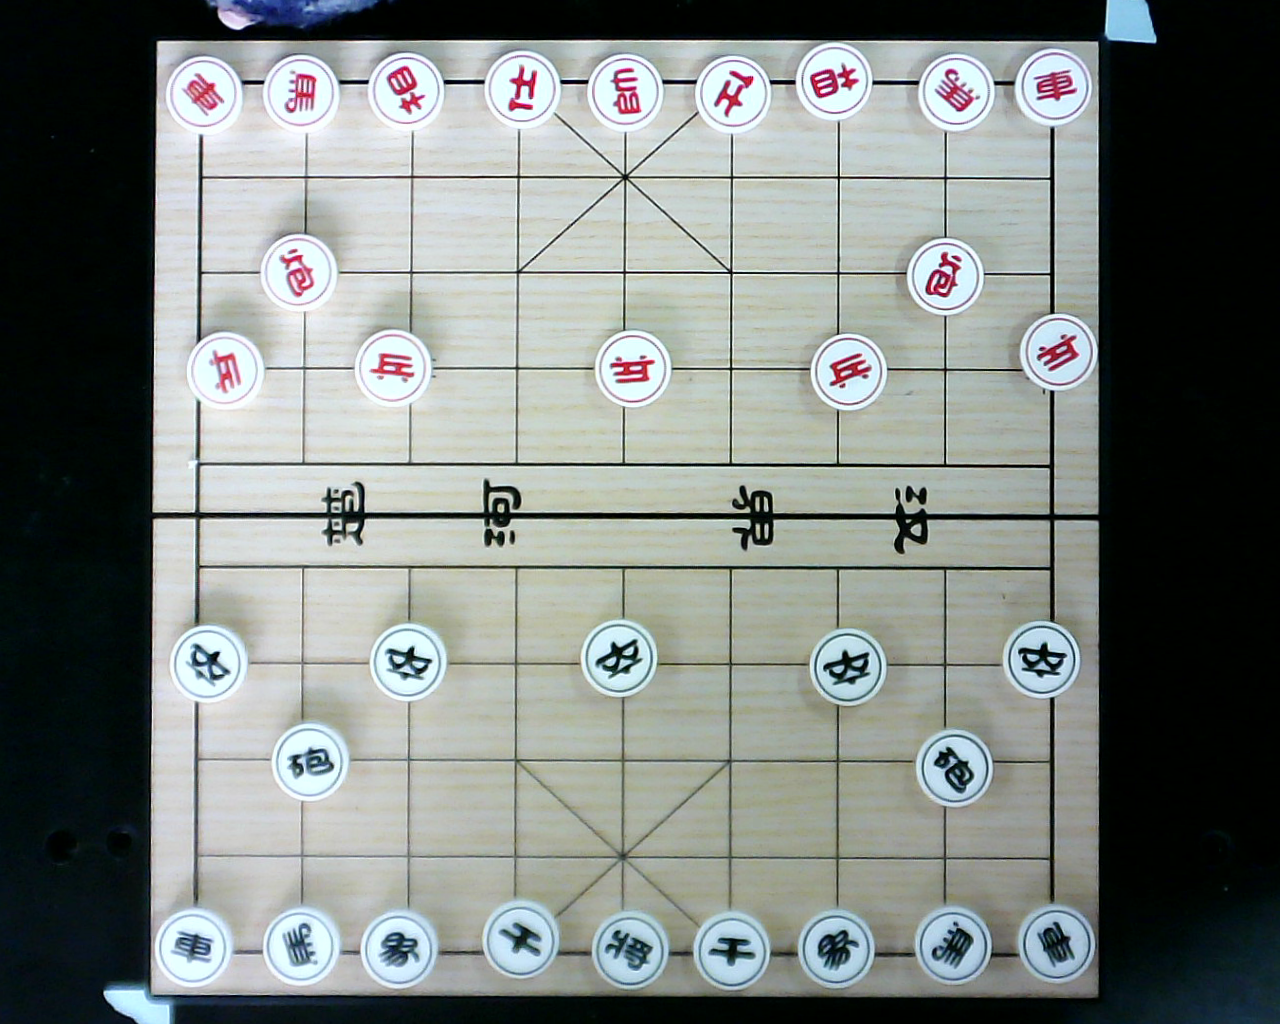 車 馬 相 仕 帥 仕 相 馬 車
炮 炮
兵 兵 兵 兵 兵
楚 河 界 汉
卒 卒 卒 卒 卒
砲 砲
車 馬 象 士 將 士 象 馬 車